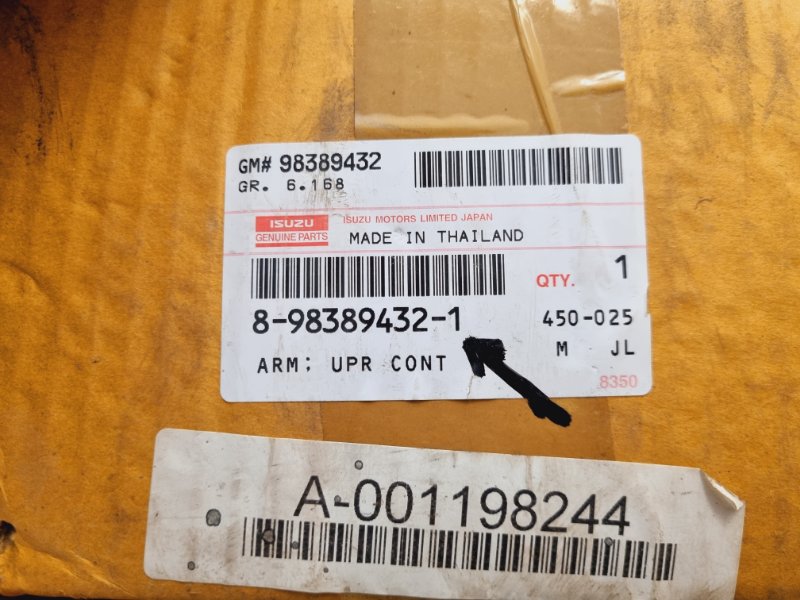 GM# 98389432
GR. 6.168
ISUZU
GENUINE PARTS
ISUZU MOTORS LIMITED JAPAN
MADE IN THAILAND
QTY. 1
8-98389432-1
450-025
ARM: UPR CONT
M JL
8350
A-001198244